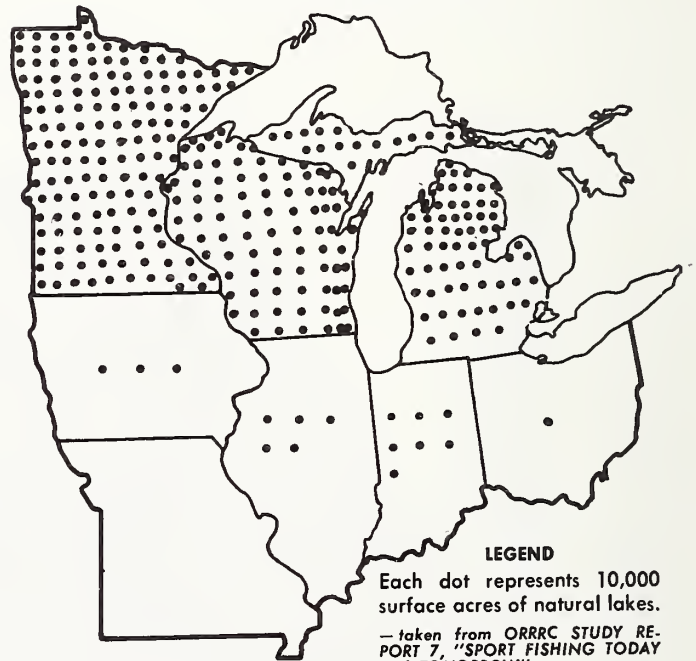 LEGEND
Each dot represents 10,000
surface acres of natural lakes.
— taken from ORRRC STUDY RE-
PORT 7, "SPORT FISHING TODAY